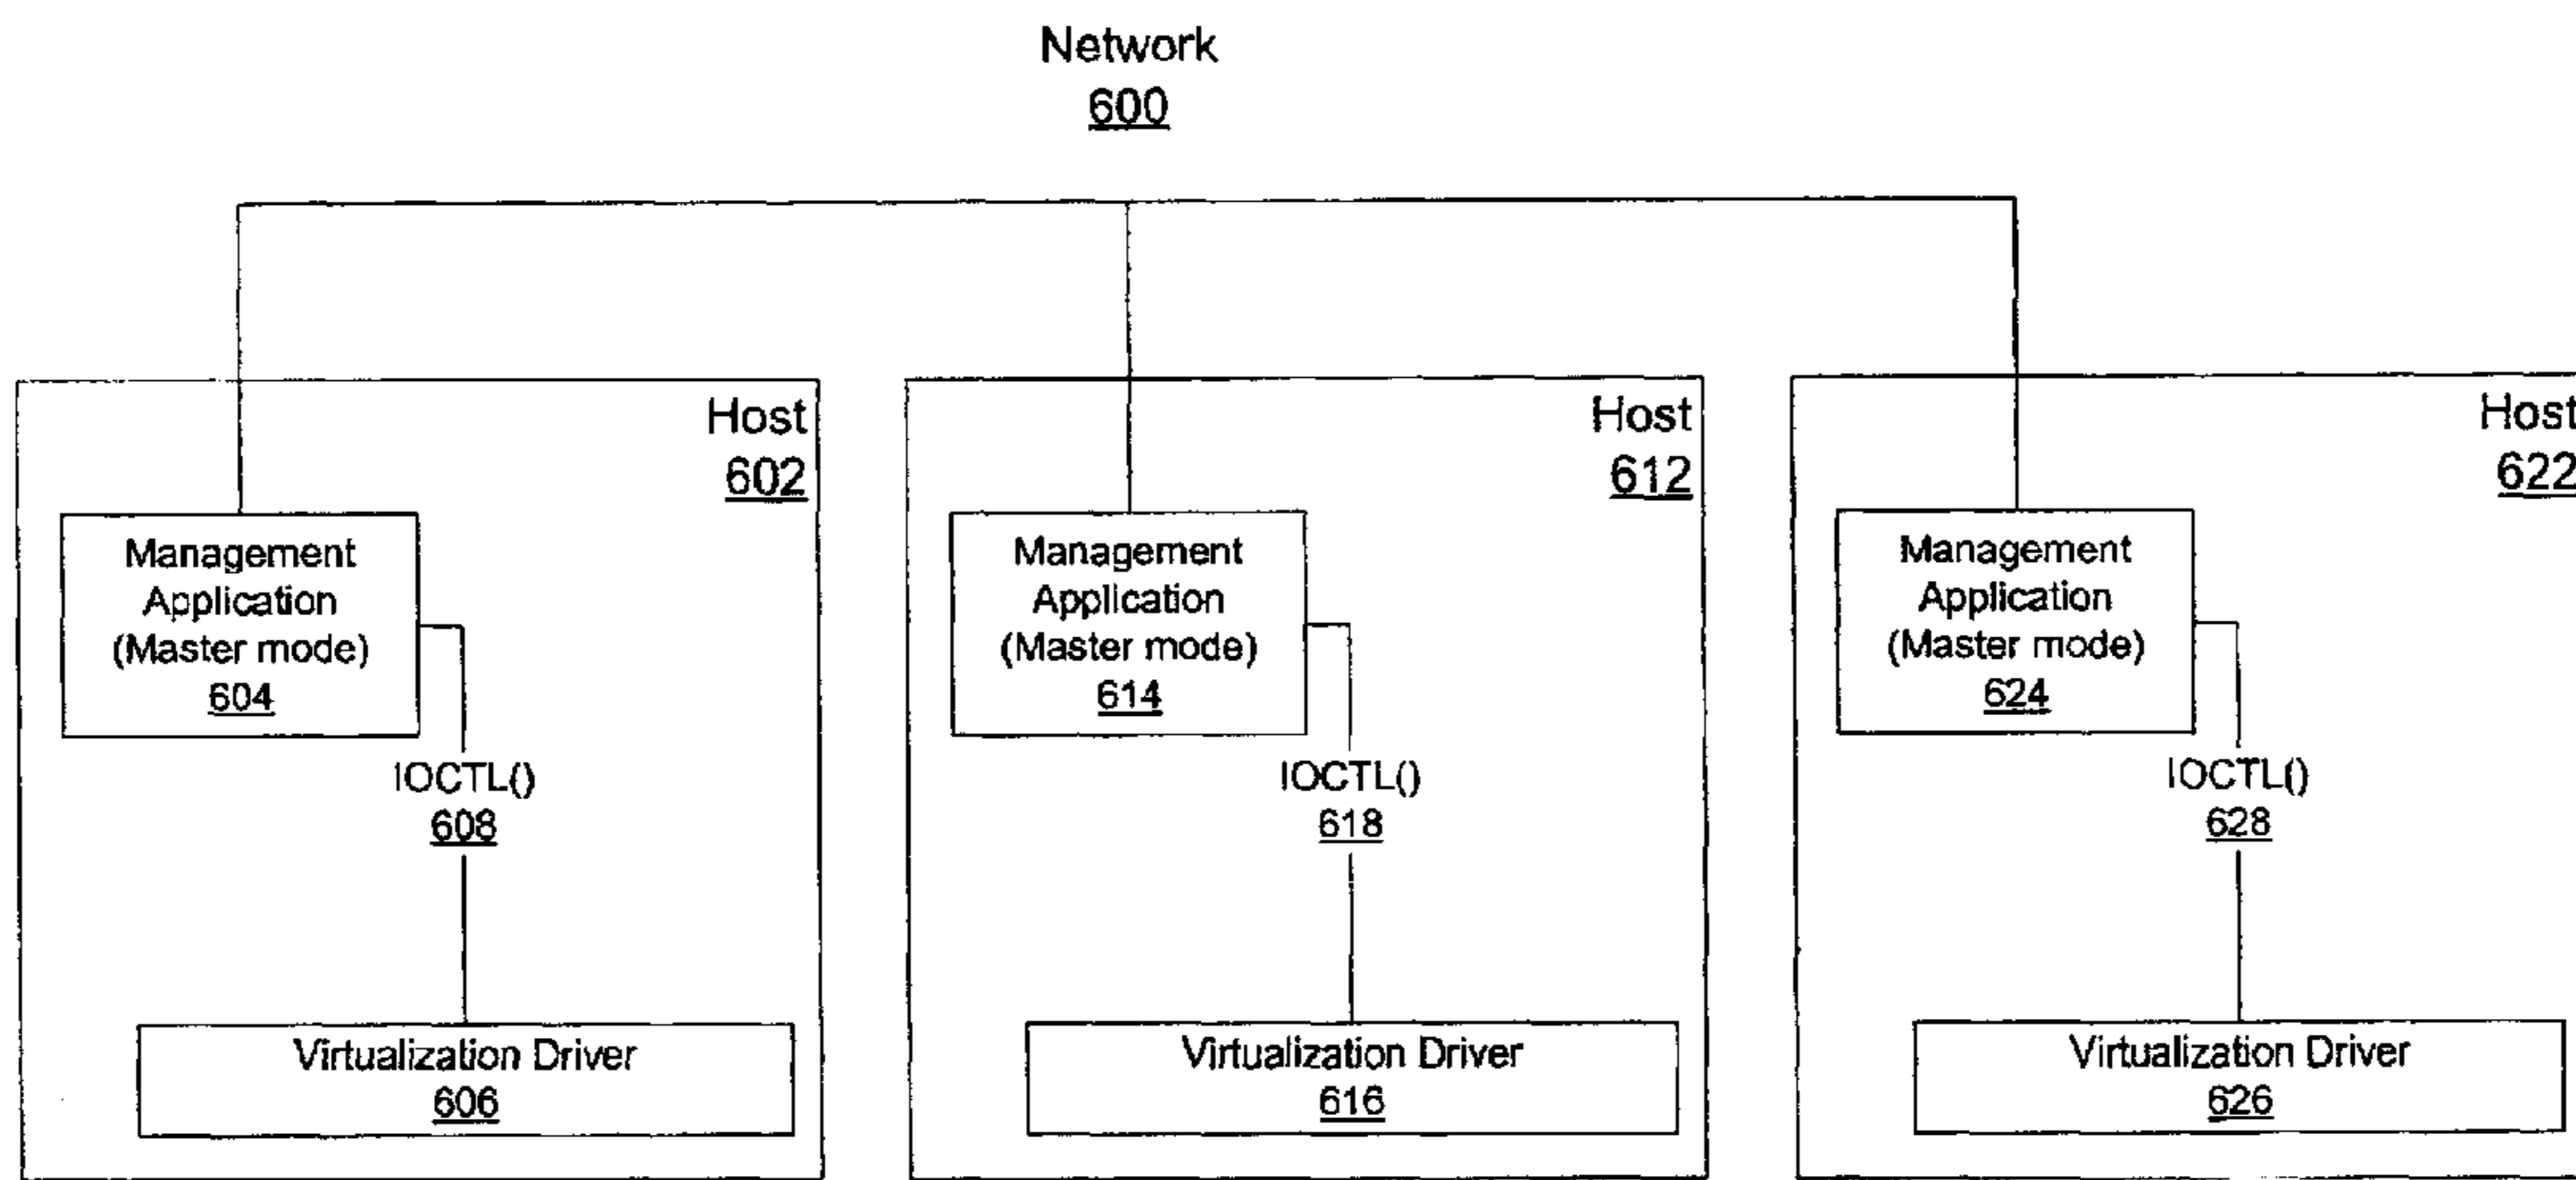 Network
600
Host
602
Management
Application
(Master mode)
604
IOCTL()
608
Virtualization Driver
606
Host
612
Management
Application
(Master mode)
614
IOCTL()
618
Virtualization Driver
616
Host
622
Management
Application
(Master mode)
624
IOCTL()
628
Virtualization Driver
626